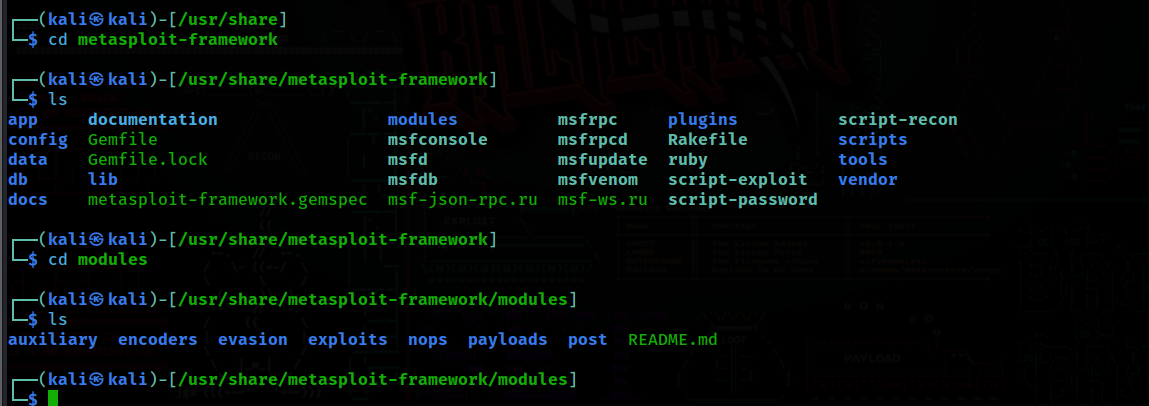 ┌──(kali㉿kali)-[/usr/share]
└─$ cd metasploit-framework
┌──(kali㉿kali)-[/usr/share/metasploit-framework]
└─$ ls
app documentation modules msfrpc plugins script-recon
config Gemfile msfconsole msfrpcd Rakefile scripts
data Gemfile.lock msfd msfupdate ruby tools
db lib msfdb msfvenom script-exploit vendor
docs metasploit-framework.gemspec msf-json-rpc.ru msf-ws.ru script-password
┌──(kali㉿kali)-[/usr/share/metasploit-framework]
└─$ cd modules
┌──(kali㉿kali)-[/usr/share/metasploit-framework/modules]
└─$ ls
auxiliary encoders evasion exploits nops payloads post README.md
┌──(kali㉿kali)-[/usr/share/metasploit-framework/modules]
└─$